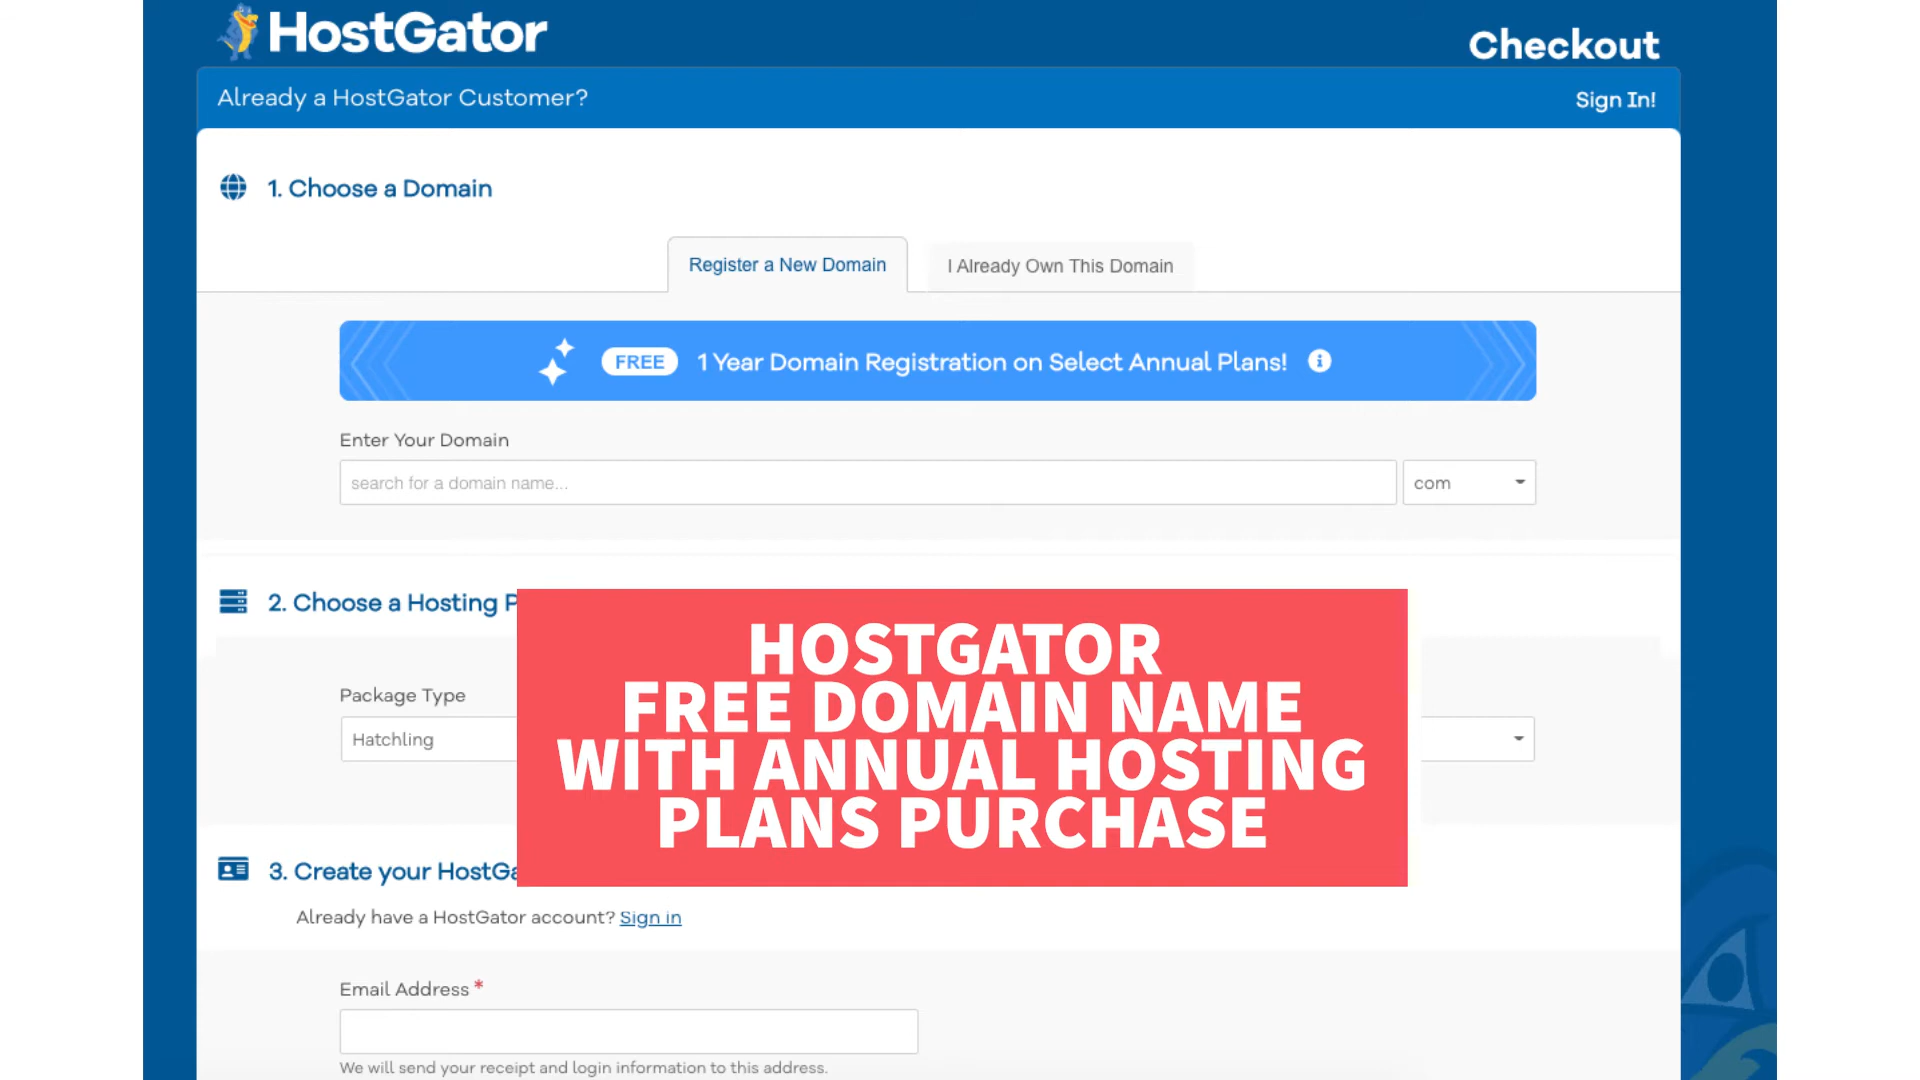 HostGator
Checkout
Already a HostGator Customer?
Sign In!
1. Choose a Domain
Register a New Domain
I Already Own This Domain
FREE 1 Year Domain Registration on Select Annual Plans!
Enter Your Domain
search for a domain name...
com
2. Choose a Hosting P
HOSTGATOR
FREE DOMAIN NAME
WITH ANNUAL HOSTING
PLANS PURCHASE
Package Type
Hatchling
3. Create your HostGa
Already have a HostGator account? Sign in
Email Address *
We will send your receipt and login information to this address.